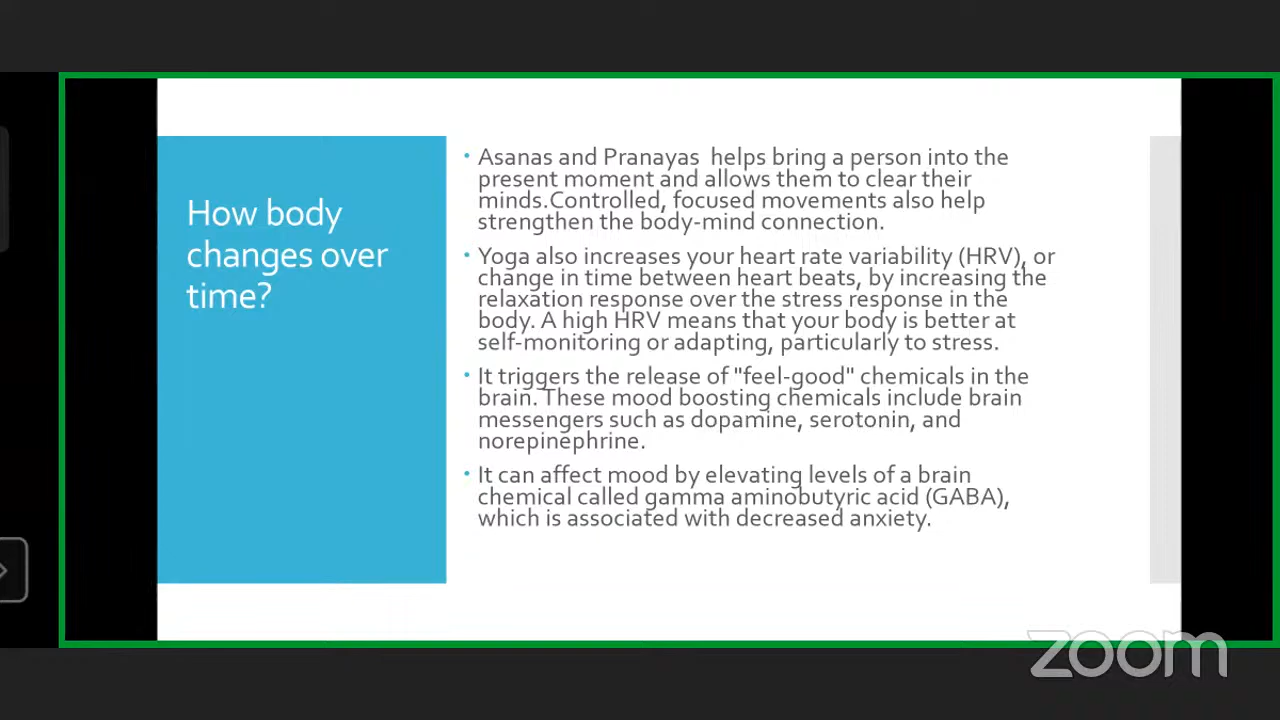 How body
changes over
time?
• Asanas and Pranayas helps bring a person into the
present moment and allows them to clear their
minds.Controlled, focused movements also help
strengthen the body-mind connection.
• Yoga also increases your heart rate variability (HRV), or
change in time between heart beats, by increasing the
relaxation response over the stress response in the
body. A high HRV means that your body is better at
self-monitoring or adapting, particularly to stress.
• It triggers the release of "feel-good" chemicals in the
brain. These mood boosting chemicals include brain
messengers such as dopamine, serotonin, and
norepinephrine.
• It can affect mood by elevating levels of a brain
chemical called gamma aminobutyric acid (GABA),
which is associated with decreased anxiety.
zoom